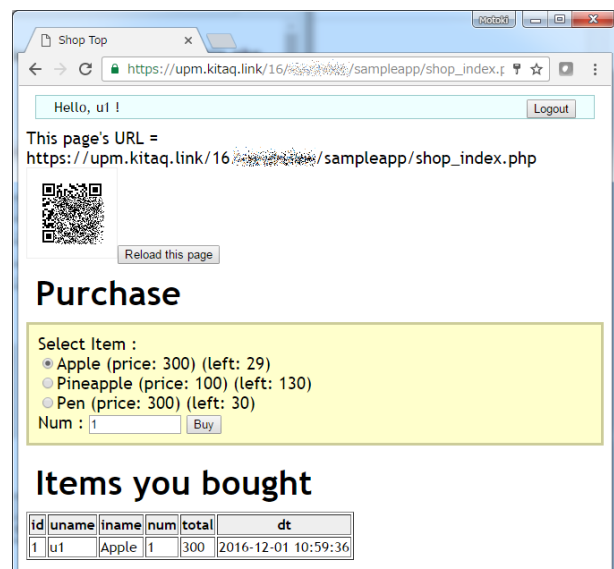 Motoki
Shop Top
https://upm.kitaq.link/16/ /sampleapp/shop_index.p
Hello, u1 !
Logout
This page's URL =
https://upm.kitaq.link/16 /sampleapp/shop_index.php
Reload this page
Purchase
Select Item :
Apple (price: 300) (left: 29)
Pineapple (price: 100) (left: 130)
Pen (price: 300) (left: 30)
Num : 1 Buy
Items you bought
id uname iname num total dt
1 u1 Apple 1 300 2016-12-01 10:59:36